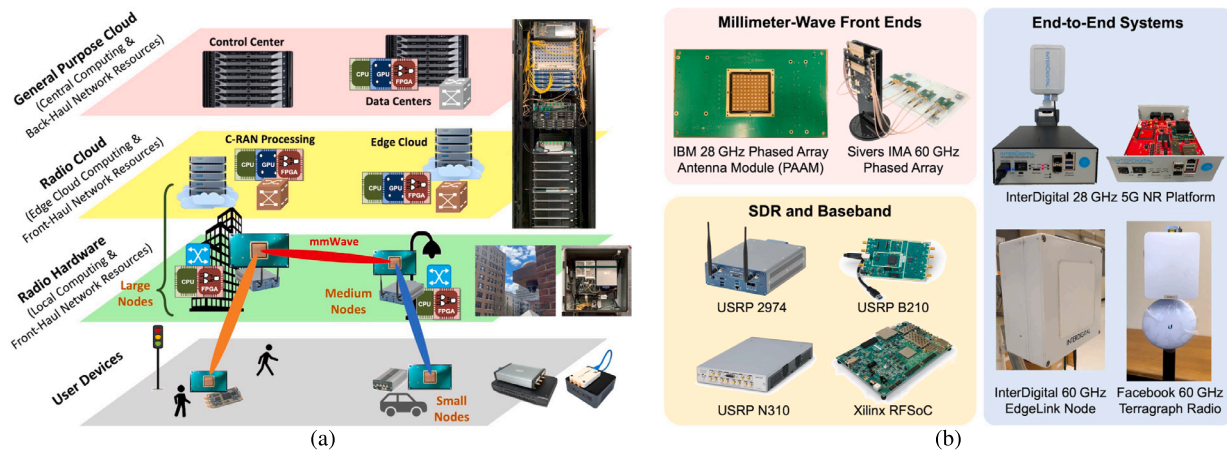 General Purpose Cloud
(Central Computing &
Back-Haul Network Resources)
Control Center
CPU
GPU
FPGA
Data Centers
Radio Cloud
(Edge Cloud Computing &
Front-Haul Network Resources)
C-RAN Processing
CPU
GPU
FPGA
Edge Cloud
CPU
GPU
FPGA
Radio Hardware
(Local Computing &
Front-Haul Network Resources)
Large
Nodes
CPU
FPGA
mmWave
Medium
Nodes
CPU
FPGA
User Devices
Small
Nodes
(a)
Millimeter-Wave Front Ends
IBM 28 GHz Phased Array
Antenna Module (PAAM)
Sivers IMA 60 GHz
Phased Array
SDR and Baseband
USRP 2974
USRP B210
USRP N310
Xilinx RFSoC
End-to-End Systems
INTERDIGITAL
InterDigital 28 GHz 5G NR Platform
INTERDIGITAL
InterDigital 60 GHz
EdgeLink Node
Facebook 60 GHz
Terragraph Radio
(b)